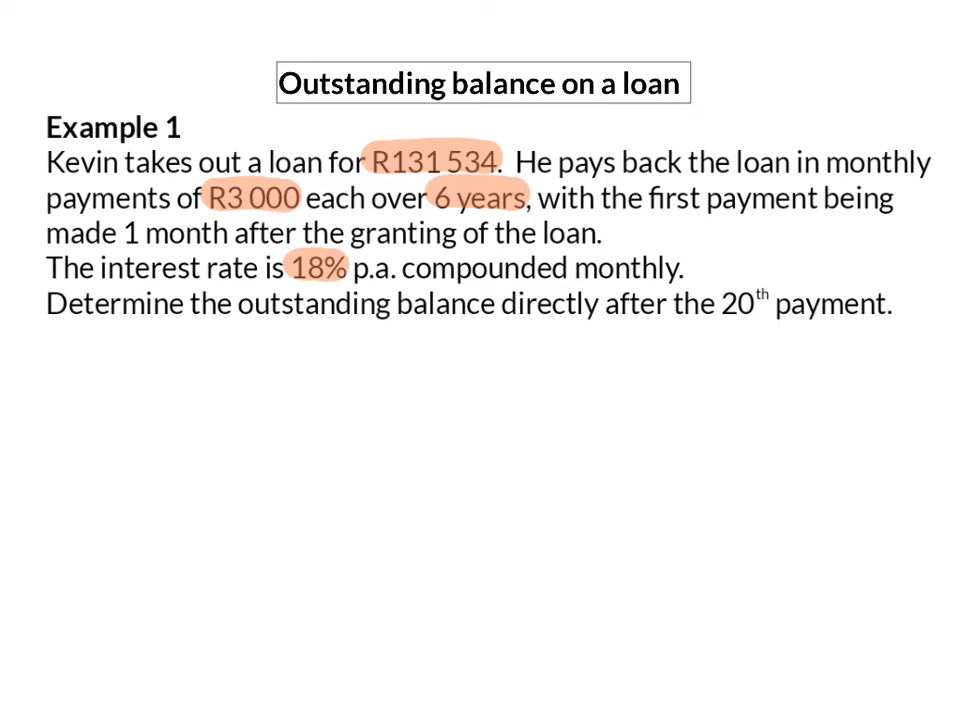 Outstanding balance on a loan
Example 1
Kevin takes out a loan for R131 534. He pays back the loan in monthly
payments of R3 000 each over 6 years, with the first payment being
made 1 month after the granting of the loan.
The interest rate is 18% p.a. compounded monthly.
Determine the outstanding balance directly after the 20th payment.